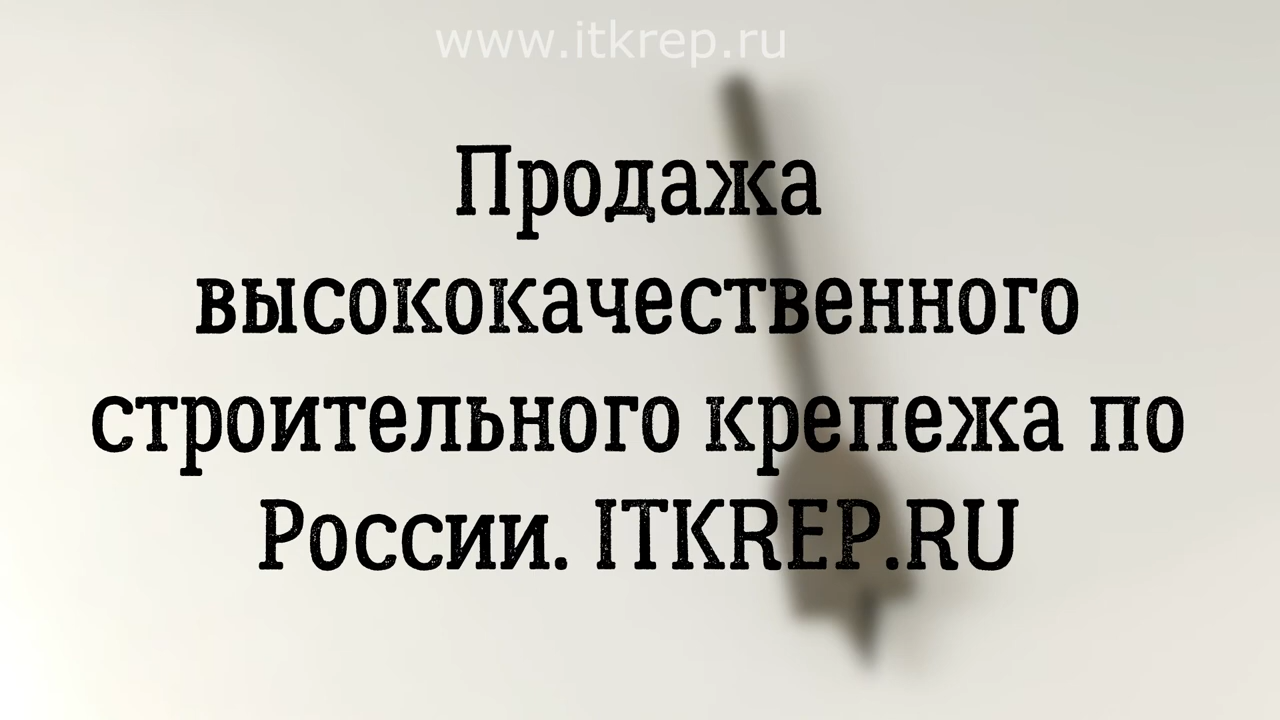 www.itkrep.ru
Продажа
высококачественного
строительного крепежа по
России. ITKREP.RU